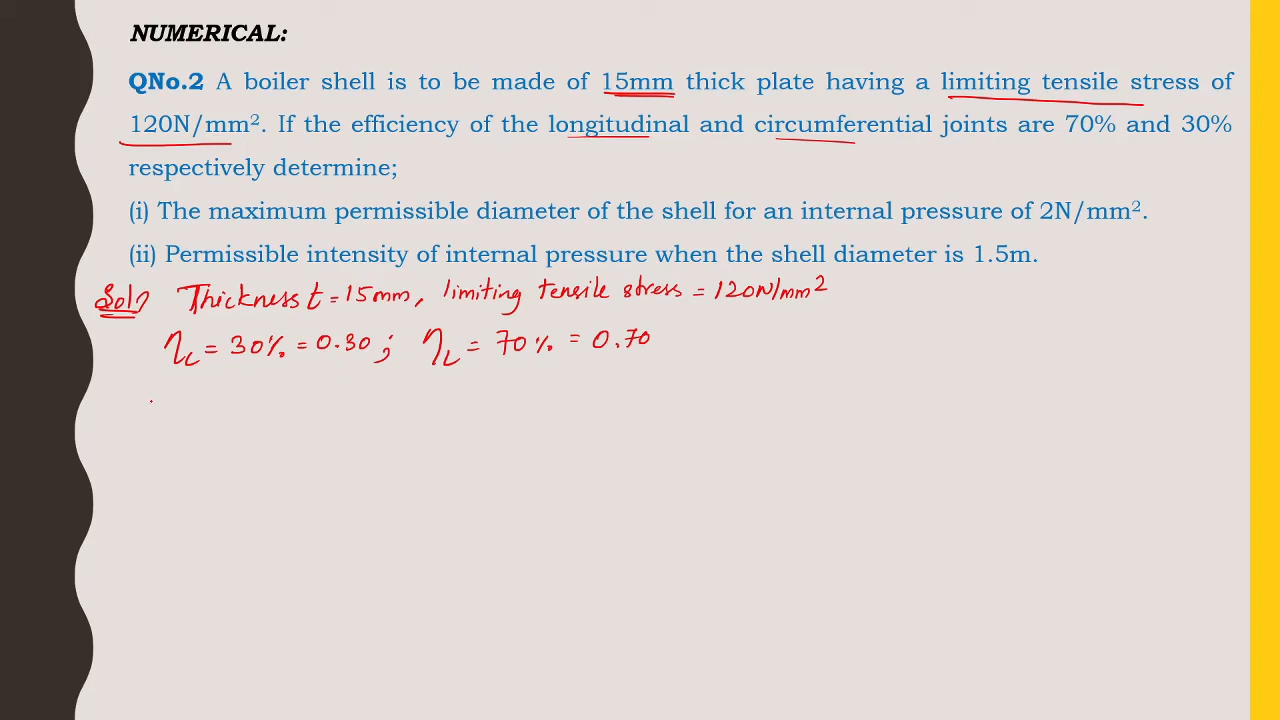 NUMERICAL:
QNo.2 A boiler shell is to be made of 15mm thick plate having a limiting tensile stress of
120N/mm². If the efficiency of the longitudinal and circumferential joints are 70% and 30%
respectively determine;
(i) The maximum permissible diameter of the shell for an internal pressure of 2N/mm².
(ii) Permissible intensity of internal pressure when the shell diameter is 1.5m.
Sol? Thickness t = 15mm, limiting tensile stress = 120N/mm²
η_c = 30% = 0.30 ; η_L = 70% = 0.70